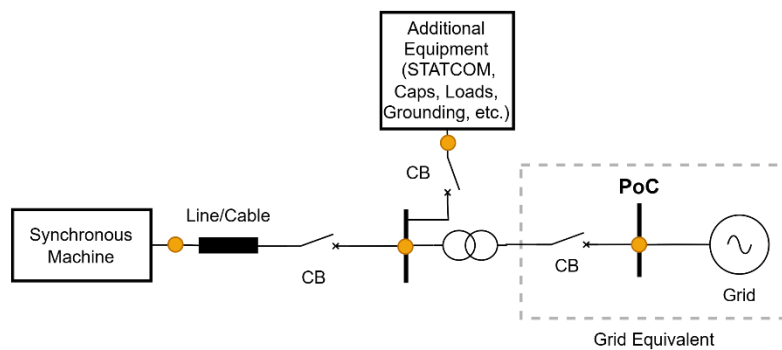 Additional
Equipment
(STATCOM,
Caps, Loads,
Grounding, etc.)
CB
PoC
Line/Cable
Synchronous
Machine
CB
CB
Grid
Grid Equivalent